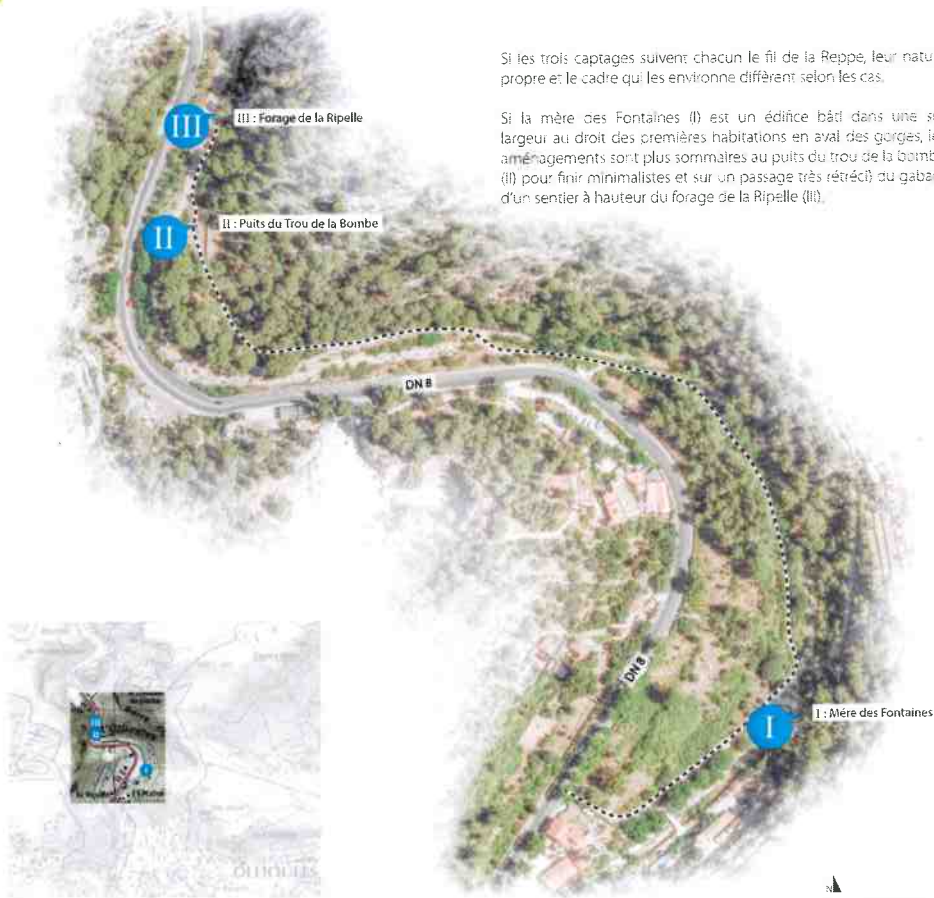 Si les trois captages suivent chacun le fil de la Reppe, leur natu
propre et le cadre qui les environne diffèrent selon les cas.
Si la mère des Fontaines (I) est un édifice bâti dans une s
largeur au droit des premières habitations en aval des gorges, l
aménagements sont plus sommaires au puits du trou de la bomb
(II) pour finir minimalistes et sur un passage très rétréci) du gaba
d'un sentier à hauteur du forage de la Ripelle (III).
III
III : Forage de la Ripelle
II
II : Puits du Trou de la Bombe
DN 8
DN 8
I
I : Mére des Fontaines
OLLIOULES
N